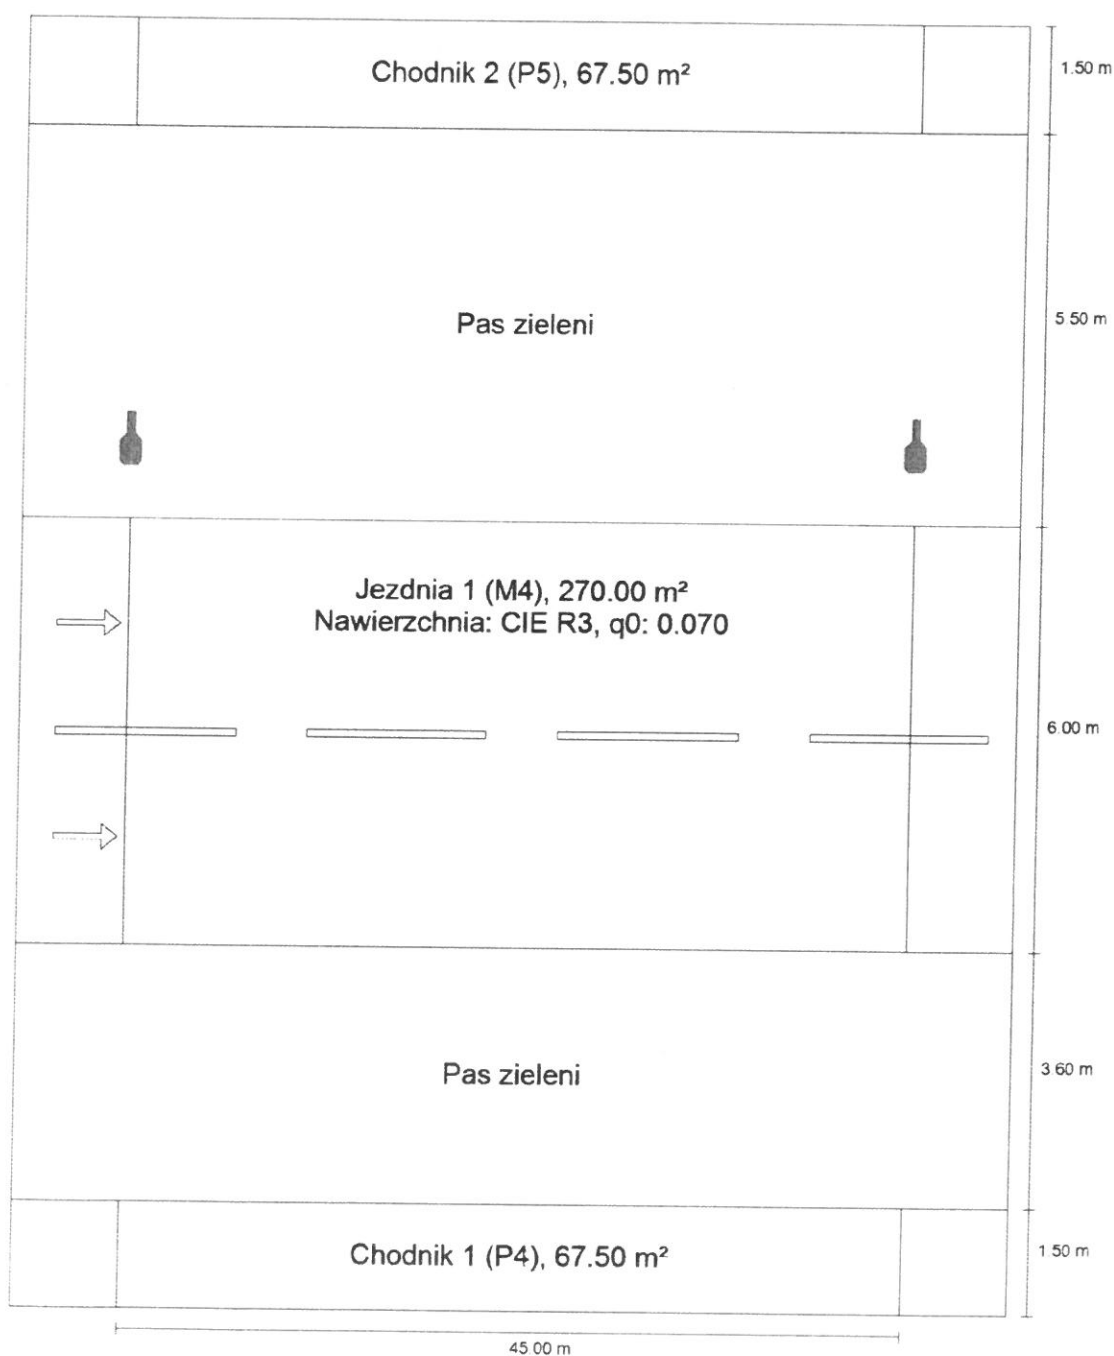 Chodnik 2 (P5), 67.50 m²
1.50 m
Pas zieleni
5 50 m
Jezdnia 1 (M4), 270.00 m²
Nawierzchnia: CIE R3, q0: 0.070
6.00 m
Pas zieleni
3 60 m
Chodnik 1 (P4), 67.50 m²
1 50 m
45.00 m